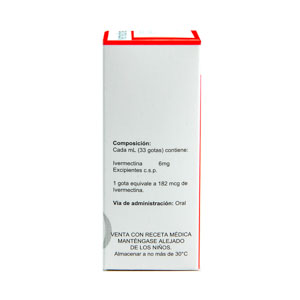 Composición:
Cada mL (33 gotas) contiene:
Ivermectina 6mg
Excipientes c.s.p.
1 gota equivale a 182 mcg de
Ivermectina.
Vía de administración: Oral
VENTA CON RECETA MÉDICA
MANTÉNGASE ALEJADO
DE LOS NIÑOS.
Almacenar a no más de 30°C